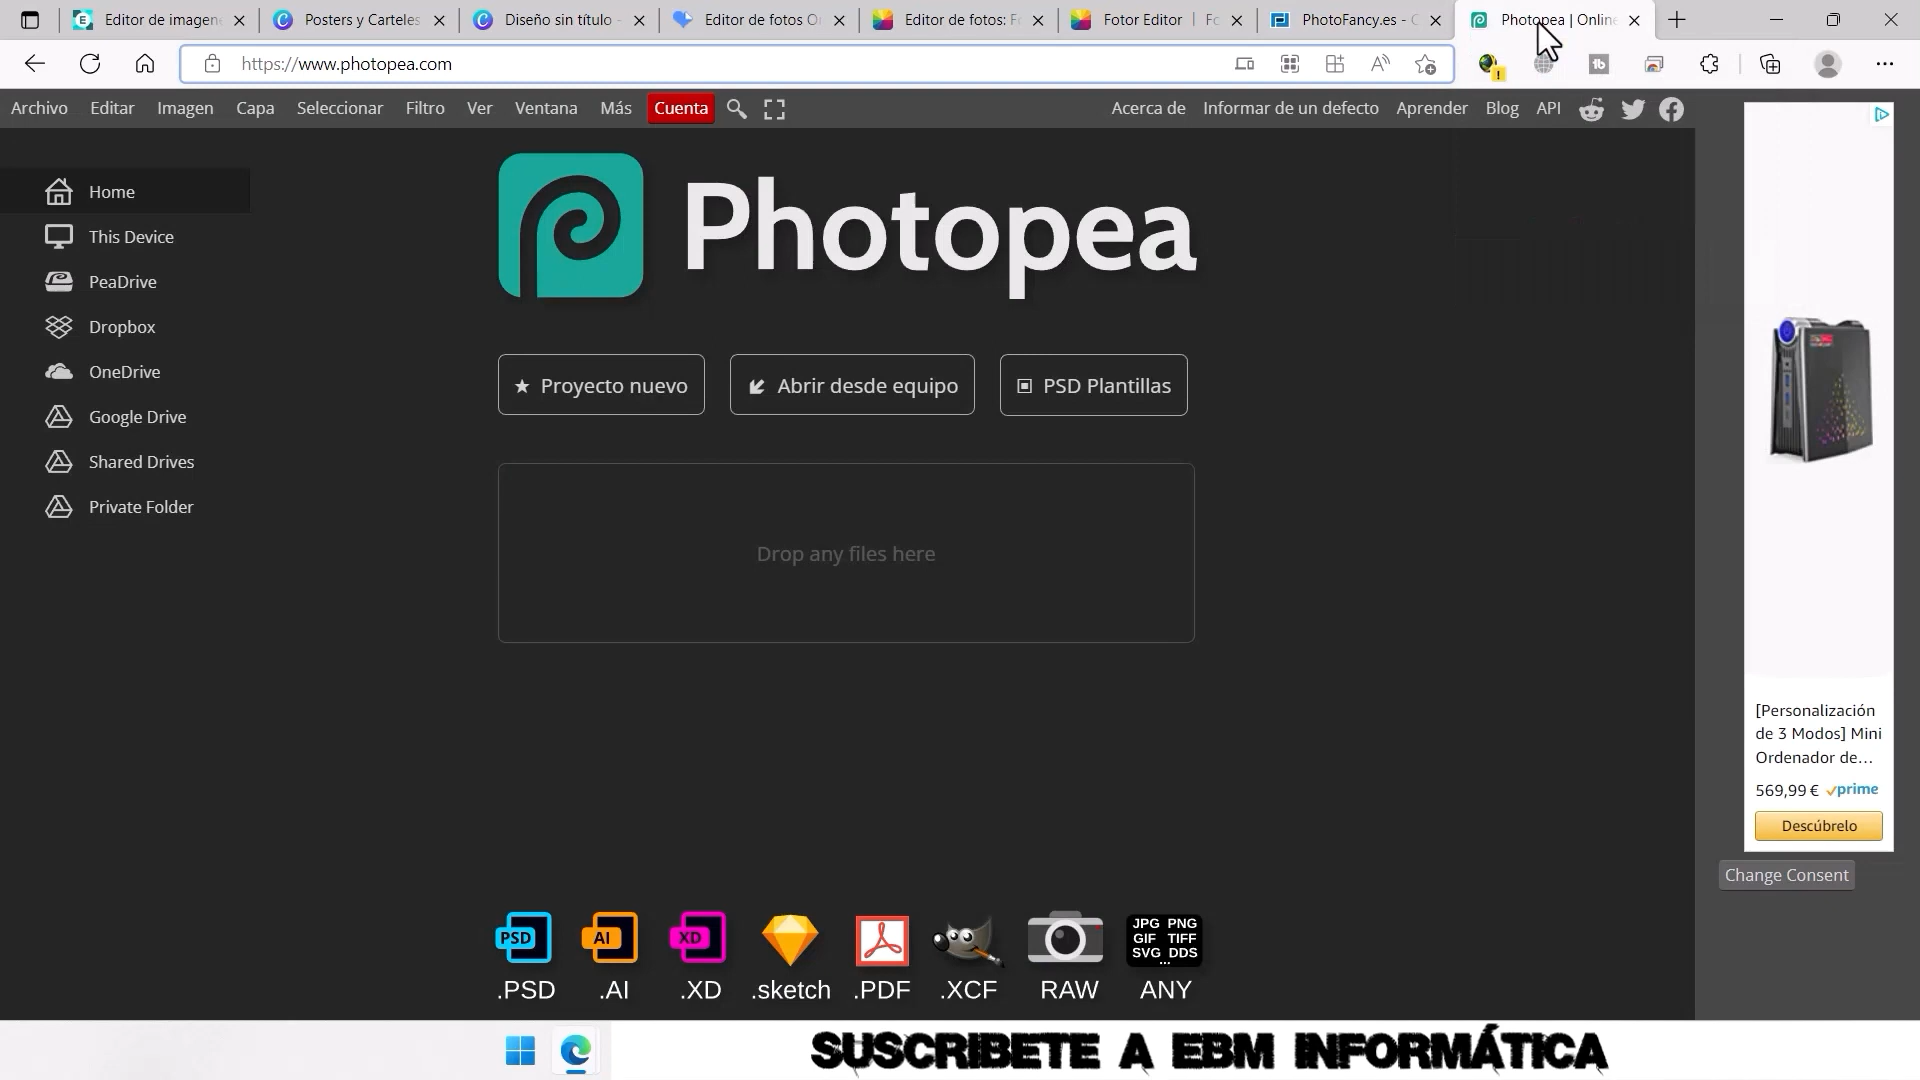 Editor de imagene
Posters y Carteles
Diseño sin título -
Editor de fotos O
Editor de fotos: F
Fotor Editor | Fo
PhotoFancy.es - C
Photopea | Online
https://www.photopea.com
Archivo
Editar
Imagen
Capa
Seleccionar
Filtro
Ver
Ventana
Más
Cuenta
Acerca de
Informar de un defecto
Aprender
Blog
API
Home
This Device
PeaDrive
Dropbox
OneDrive
Google Drive
Shared Drives
Private Folder
Photopea
Proyecto nuevo
Abrir desde equipo
PSD Plantillas
Drop any files here
[Personalización
de 3 Modos] Mini
Ordenador de...
569,99 € prime
Descúbrelo
Change Consent
PSD
AI
XD
JPG PNG
GIF TIFF
SVG DDS
...
.PSD
.AI
.XD
.sketch
.PDF
.XCF
RAW
ANY
SUSCRIBETE A EBM INFORMÁTICA